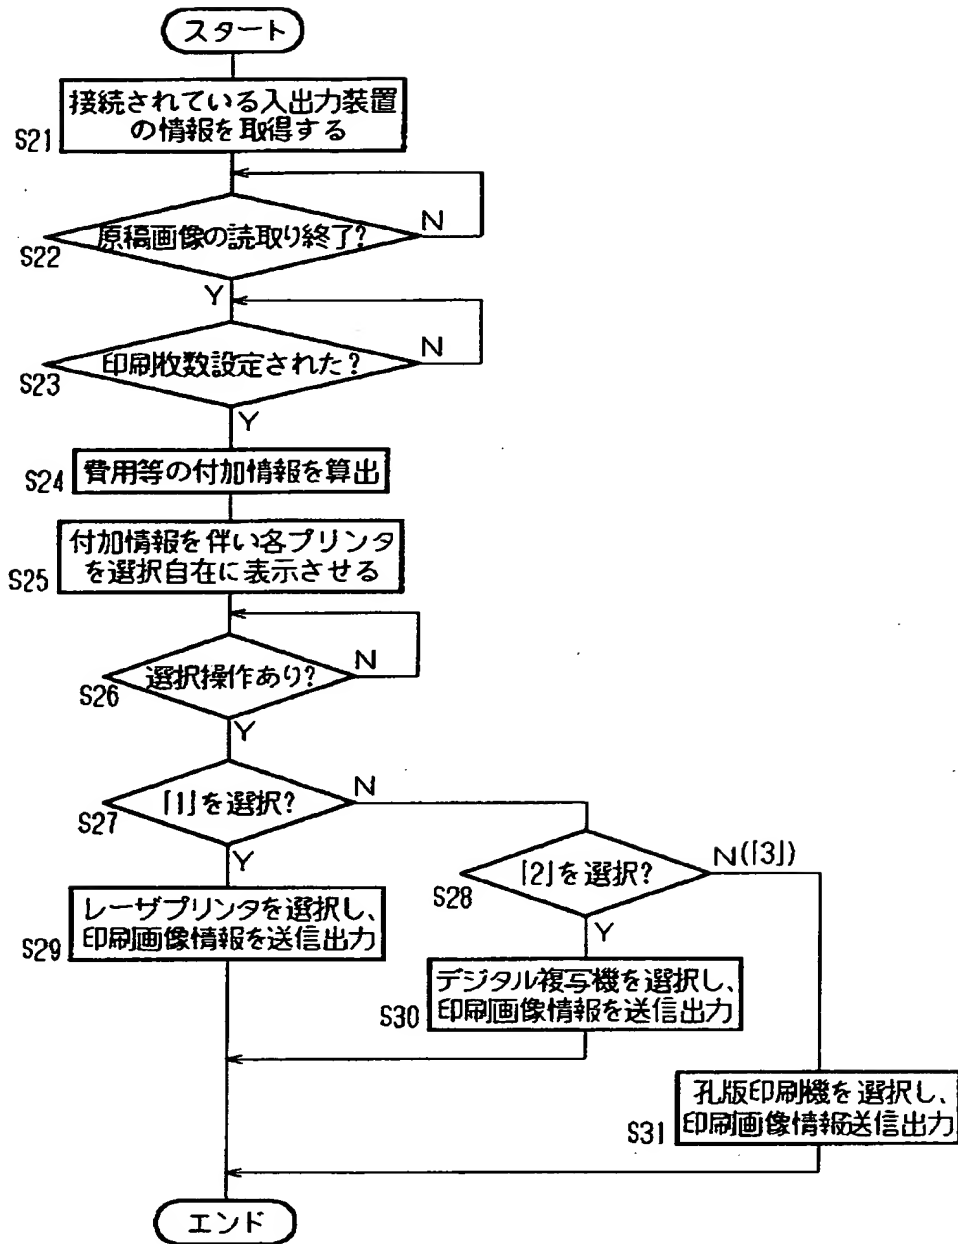 スタート
接続されている入出力装置
の情報を取得する
S21
原稿画像の読取り終了?
N
S22
Y
印刷枚数設定された?
N
S23
Y
費用等の付加情報を算出
S24
付加情報を伴い各プリンタ
を選択自在に表示させる
S25
選択操作あり?
N
S26
Y
「1」を選択?
N
S27
Y
「2」を選択?
N(「3」)
S28
Y
レーザプリンタを選択し、
印刷画像情報を送信出力
S29
デジタル複写機を選択し、
印刷画像情報を送信出力
S30
孔版印刷機を選択し、
印刷画像情報送信出力
S31
エンド